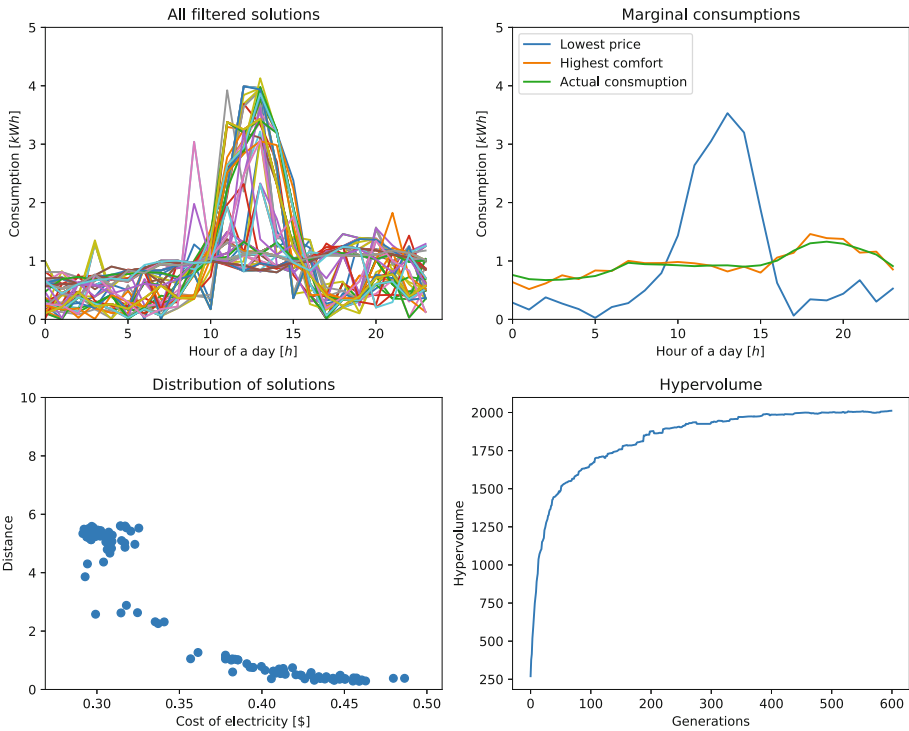 All filtered solutions
5
4
3
2
1
0
Consumption [kWh]
0 5 10 15 20
Hour of a day [h]
Marginal consumptions
Lowest price
Highest comfort
Actual consmuption
5
4
3
2
1
0
Consumption [kWh]
0 5 10 15 20
Hour of a day [h]
Distribution of solutions
10
8
6
4
2
0
Distance
0.30 0.35 0.40 0.45 0.50
Cost of electricity [$]
Hypervolume
2000
1750
1500
1250
1000
750
500
250
Hypervolume
0 100 200 300 400 500 600
Generations